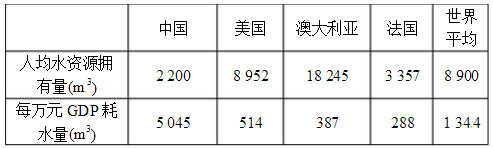 中国 美国 澳大利亚 法国 世界
平均
人均水资源拥
有量(m³) 2 200 8 952 18 245 3 357 8 900
每万元 GDP 耗
水量(m³) 5 045 514 387 288 1 344